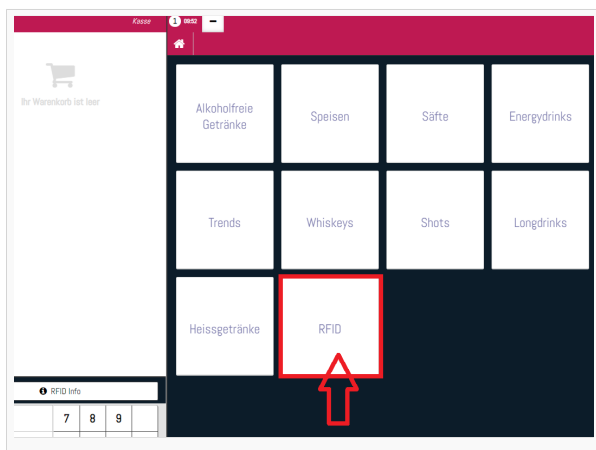 Kasse
1 09:52 –
Ihr Warenkorb ist leer
Alkoholfreie
Getränke
Speisen
Säfte
Energydrinks
Trends
Whiskeys
Shots
Longdrinks
Heissgetränke
RFID
RFID Info
7 8 9